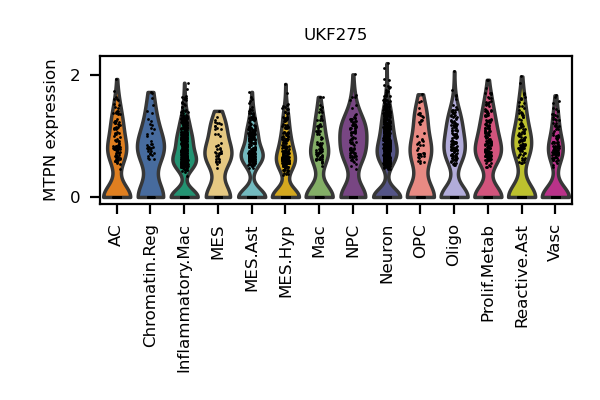 UKF275
MTPN expression
2
0
AC
Chromatin.Reg
Inflammatory.Mac
MES
MES.Ast
MES.Hyp
Mac
NPC
Neuron
OPC
Oligo
Prolif.Metab
Reactive.Ast
Vasc